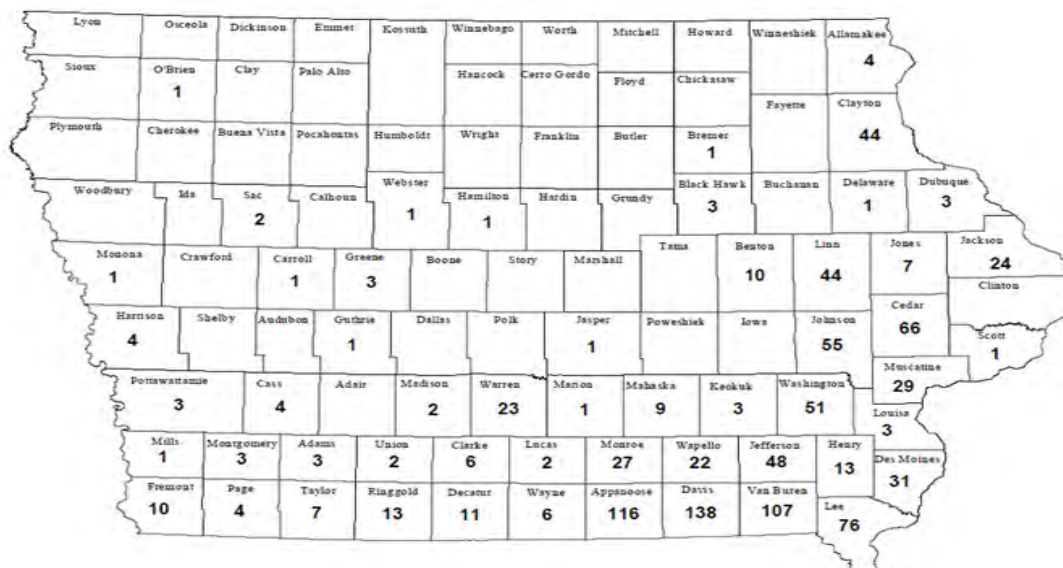 Lyon Osceola Dickinson Emmet Kossuth Winnebago Worth Mitchell Howard Winneshiek Allamakee
4
Sioux O'Brien Clay Palo Alto Hancock Cerro Gordo Floyd Chickasaw
1
Fayette Clayton
44
Plymouth Cherokee Buena Vista Pocahontas Humboldt Wright Franklin Butler Bremer
1
Woodbury Ida Sac Calhoun Webster Hamilton Hardin Grundy Black Hawk Buchanan Delaware Dubuque
2 1 1 3 1 3
Monona Crawford Carroll Greene Boone Story Marshall Tama Benton Linn Jones Jackson
1 1 3 10 44 7 24
Clinton
Harrison Shelby Audubon Guthrie Dallas Polk Jasper Poweshiek Iowa Johnson Cedar
4 1 1 55 66
Scott
1
Pottawattamie Cass Adair Madison Warren Marion Mahaska Keokuk Washington Muscatine
3 4 2 23 1 9 3 51 29
Louisa
3
Mills Montgomery Adams Union Clarke Lucas Monroe Wapello Jefferson Henry Des Moines
1 3 3 2 6 2 27 22 48 13 31
Fremont Page Taylor Ringgold Decatur Wayne Appanoose Davis Van Buren Lee
10 4 7 13 11 6 116 138 107 76